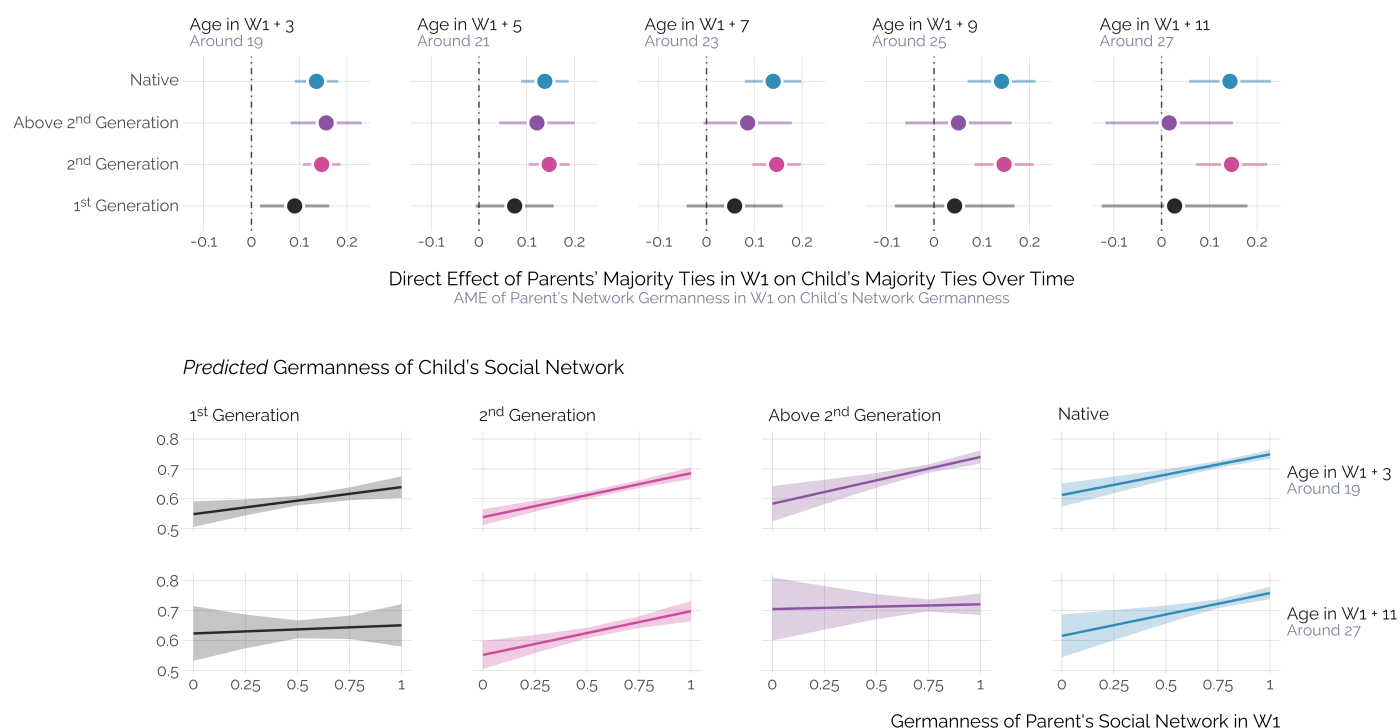 Age in W1 + 3 Age in W1 + 5 Age in W1 + 7 Age in W1 + 9 Age in W1 + 11
Around 19 Around 21 Around 23 Around 25 Around 27
Native
Above 2nd Generation
2nd Generation
1st Generation
-0.1 0 0.1 0.2 -0.1 0 0.1 0.2 -0.1 0 0.1 0.2 -0.1 0 0.1 0.2 -0.1 0 0.1 0.2
Direct Effect of Parents' Majority Ties in W1 on Child's Majority Ties Over Time
AME of Parent's Network Germanness in W1 on Child's Network Germanness
Predicted Germanness of Child's Social Network
1st Generation 2nd Generation Above 2nd Generation Native
0.8
0.7
0.6
0.5
Age in W1 + 3
Around 19
0.8
0.7
0.6
0.5
Age in W1 + 11
Around 27
0 0.25 0.5 0.75 1 0 0.25 0.5 0.75 1 0 0.25 0.5 0.75 1 0 0.25 0.5 0.75 1
Germanness of Parent's Social Network in W1